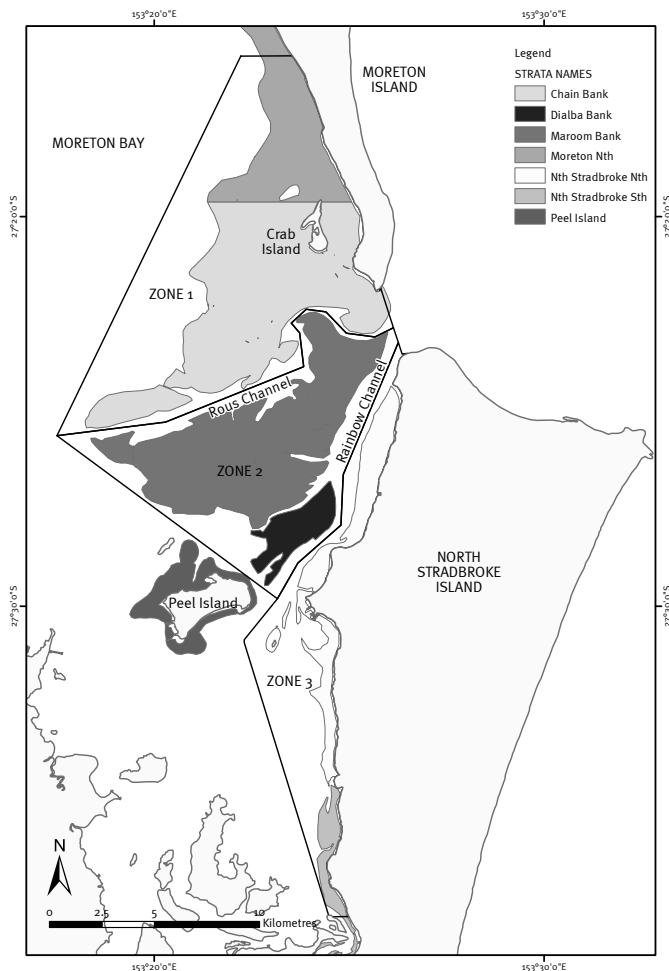 153°20'0"E
153°30'0"E
Legend
STRATA NAMES
Chain Bank
Dialba Bank
Maroom Bank
Moreton Nth
Nth Stradbroke Nth
Nth Stradbroke Sth
Peel Island
MORETON
ISLAND
MORETON BAY
27°20'0"S
27°20'0"S
Crab
Island
ZONE 1
Rous Channel
Rainbow Channel
ZONE 2
NORTH
STRADBROKE
ISLAND
Peel Island
27°30'0"S
27°30'0"S
ZONE 3
N
0 2.5 5 10
Kilometres
153°20'0"E
153°30'0"E